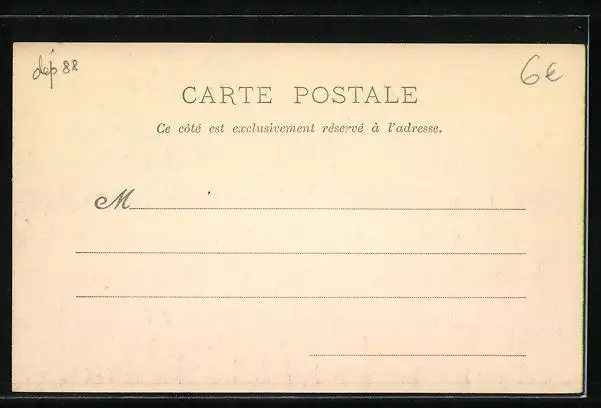 dép 88
6€
CARTE POSTALE
Ce côté est exclusivement réservé à l'adresse.
M